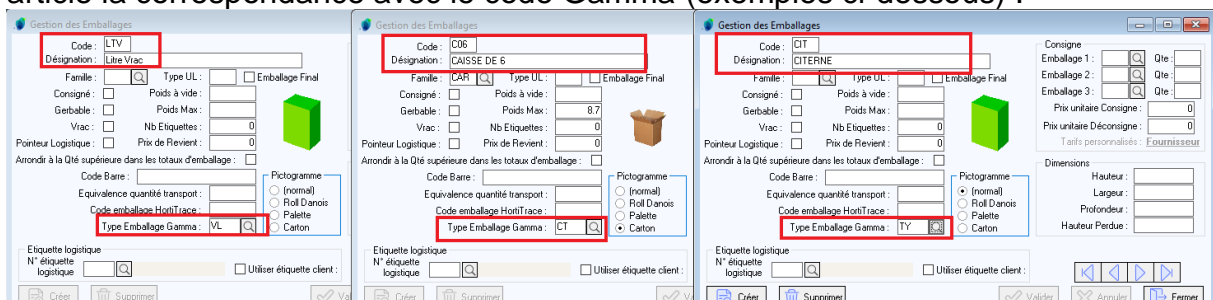 article la correspondance avec le code Gamma (exemples ci-dessous) :
Gestion des Emballages
Code : LTV
Désignation : Litre Vrac
Famille : Type UL : Emballage Final
Consigné : Poids à vide :
Gerbable : Poids Max :
Vrac : Nb Etiquettes : 0
Pointeur Logistique : Prix de Revient : 0
Arrondir à la Qté supérieure dans les totaux d'emballage :
Code Barre :
Equivalence quantité transport :
Code emballage HortiTrace :
Type Emballage Gamma : VL
Pictogramme
(normal)
Roll Danois
Palette
Carton
Etiquette logistique
N° étiquette
logistique
Utiliser étiquette client :
Créer Supprimer
Gestion des Emballages
Code : C06
Désignation : CAISSE DE 6
Famille : CAR Type UL : Emballage Final
Consigné : Poids à vide :
Gerbable : Poids Max : 8.7
Vrac : Nb Etiquettes : 0
Pointeur Logistique : Prix de Revient : 0
Arrondir à la Qté supérieure dans les totaux d'emballage :
Code Barre :
Equivalence quantité transport :
Code emballage HortiTrace :
Type Emballage Gamma : CT
Pictogramme
(normal)
Roll Danois
Palette
Carton
Etiquette logistique
N° étiquette
logistique
Utiliser étiquette client :
Créer Supprimer
Gestion des Emballages
Code : CIT
Désignation : CITERNE
Famille : Type UL : Emballage Final
Consigné : Poids à vide :
Gerbable : Poids Max :
Vrac : Nb Etiquettes : 0
Pointeur Logistique : Prix de Revient : 0
Arrondir à la Qté supérieure dans les totaux d'emballage :
Code Barre :
Equivalence quantité transport :
Code emballage HortiTrace :
Type Emballage Gamma : TY
Pictogramme
(normal)
Roll Danois
Palette
Carton
Etiquette logistique
N° étiquette
logistique
Utiliser étiquette client :
Consigne
Emballage 1 : Qte :
Emballage 2 : Qte :
Emballage 3 : Qte :
Prix unitaire Consigne : 0
Prix unitaire Déconsigne : 0
Tarifs personnalisés : Fournisseur
Dimensions
Hauteur :
Largeur :
Profondeur :
Hauteur Perdue :
Créer Supprimer Valider Annuler Fermer